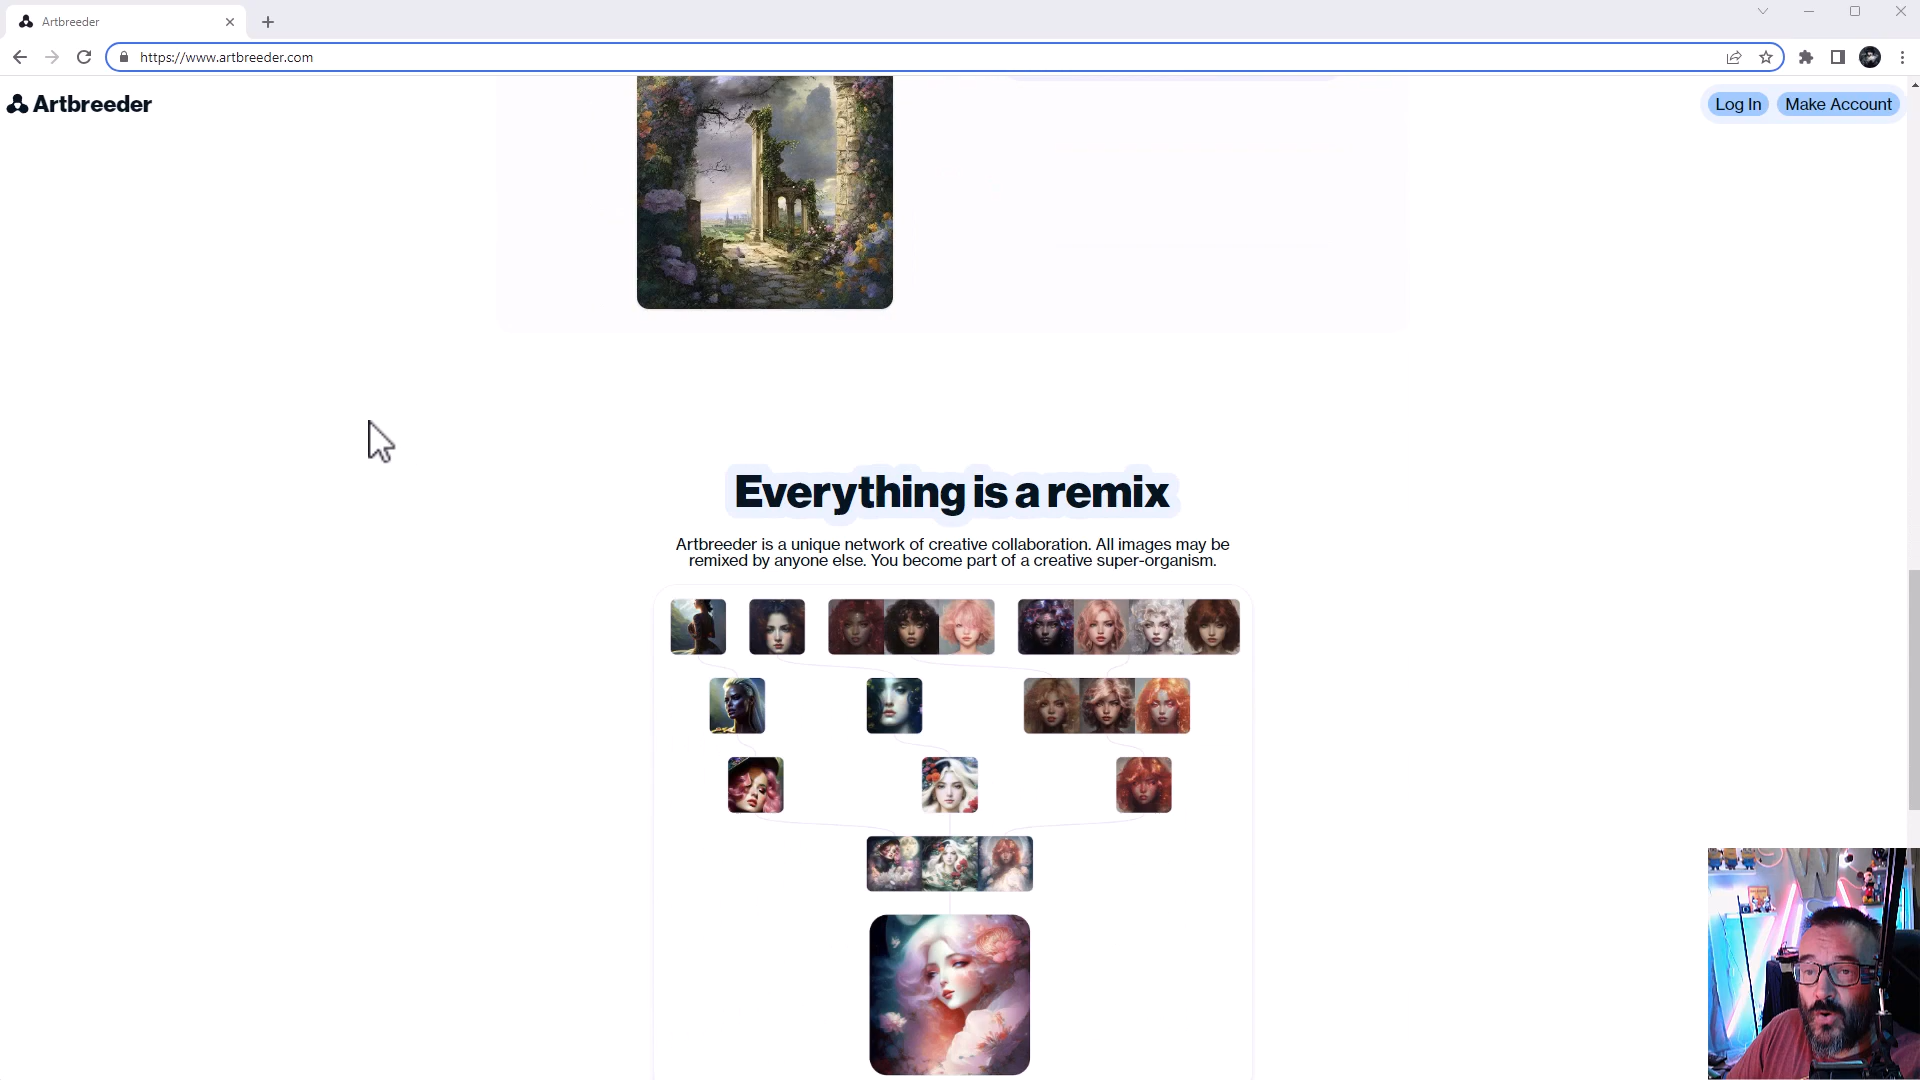 Artbreeder
https://www.artbreeder.com
Artbreeder
Log In
Make Account
Everything is a remix
Artbreeder is a unique network of creative collaboration. All images may be
remixed by anyone else. You become part of a creative super-organism.